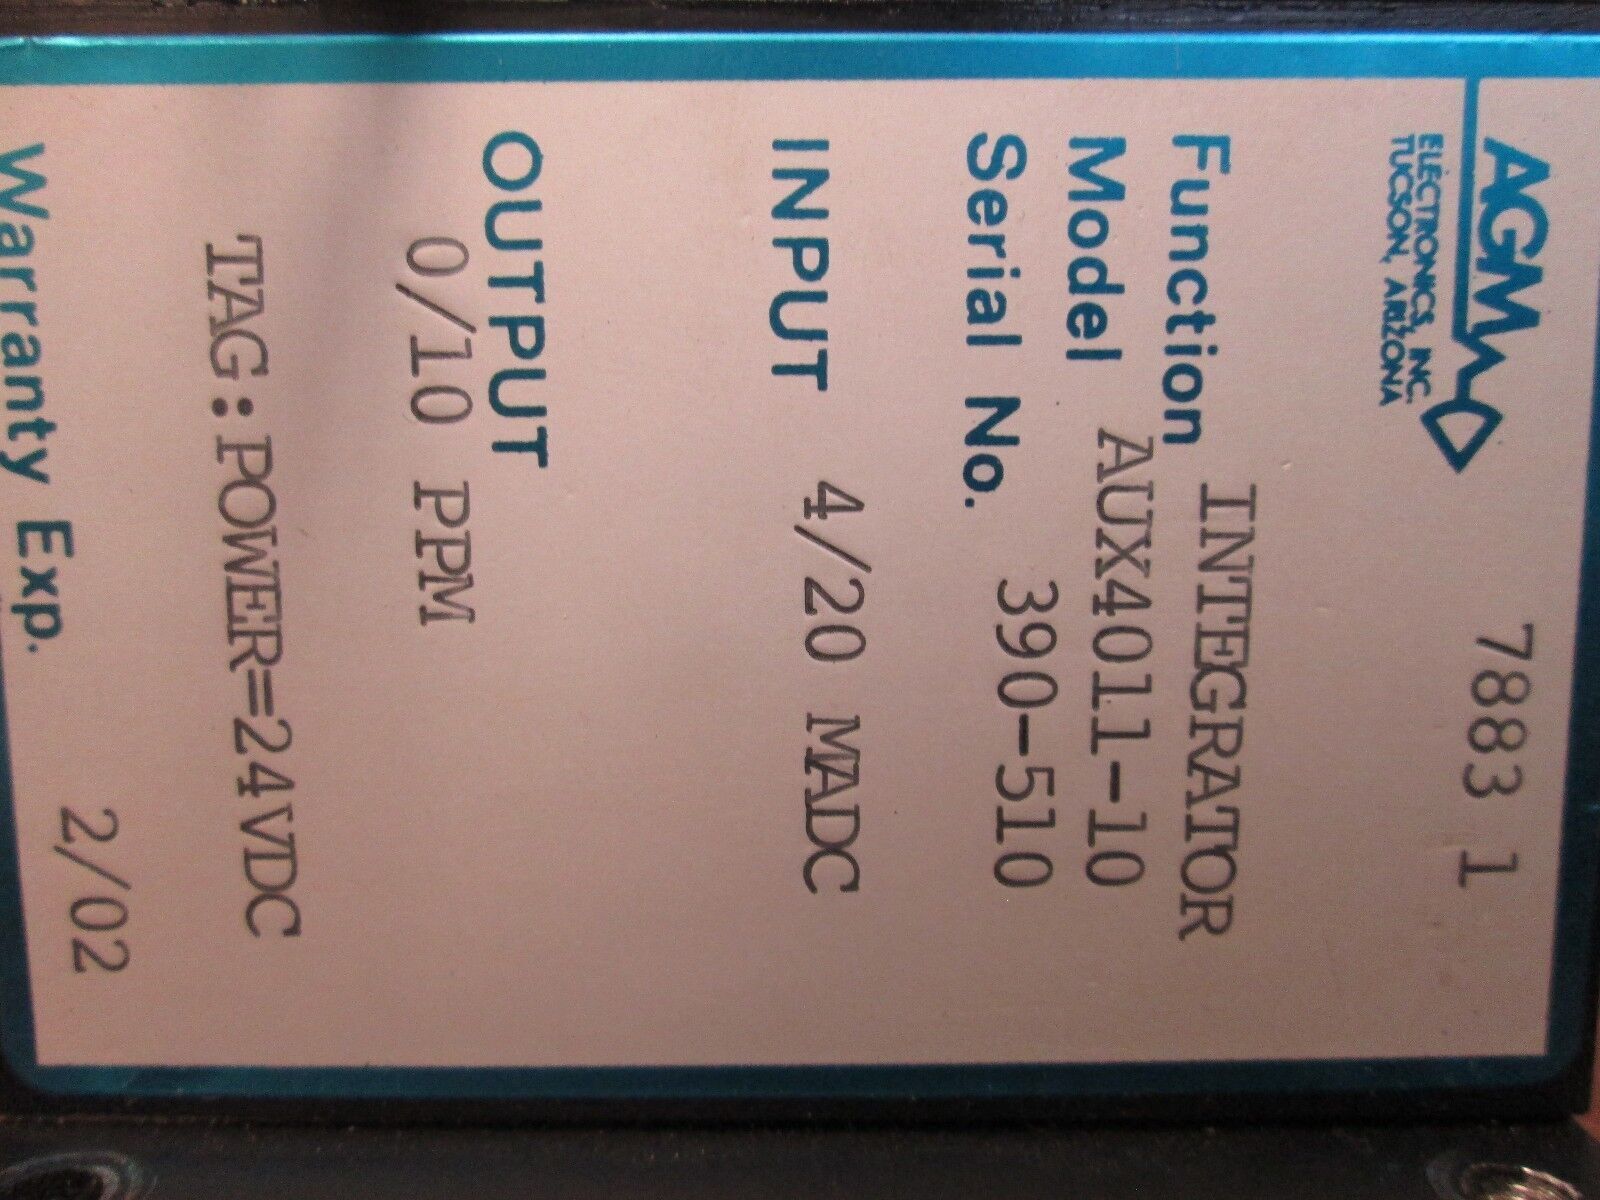 AGM
ELECTRONICS, INC.
TUCSON, ARIZONA
7883 1
Function INTEGRATOR
Model AUX4011-10
Serial No. 390-510
INPUT 4/20 MADC
OUTPUT
0/10 PPM
TAG:POWER=24VDC
Warranty Exp. 2/02